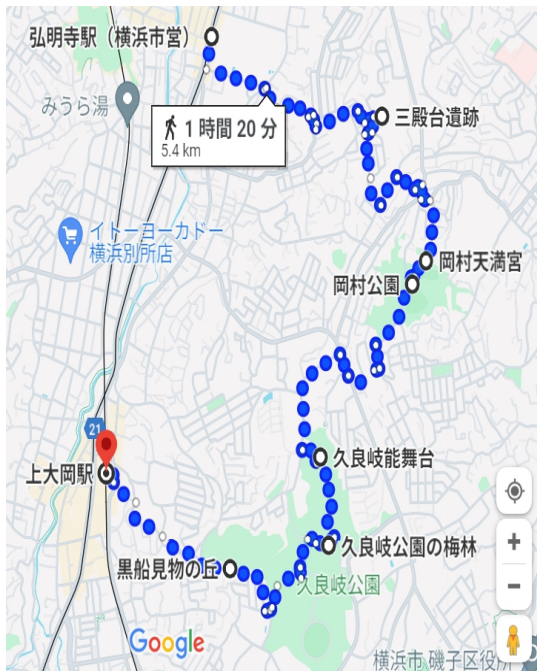 弘明寺駅（横浜市営）
みうら湯
1 時間 20 分
5.4 km
三殿台遺跡
イトーヨーカドー
横浜別所店
岡村天満宮
岡村公園
21
久良岐能舞台
上大岡駅
久良岐公園の梅林
黒船見物の丘
久良岐公園
Google
横浜市 磯子区役所